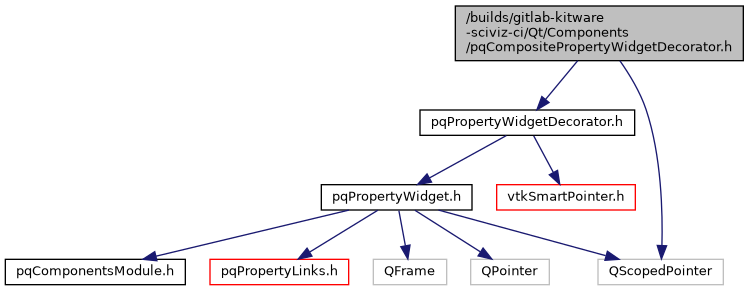 /builds/gitlab-kitware
-sciviz-ci/Qt/Components
/pqCompositePropertyWidgetDecorator.h
pqPropertyWidgetDecorator.h
pqPropertyWidget.h
vtkSmartPointer.h
pqComponentsModule.h
pqPropertyLinks.h
QFrame
QPointer
QScopedPointer